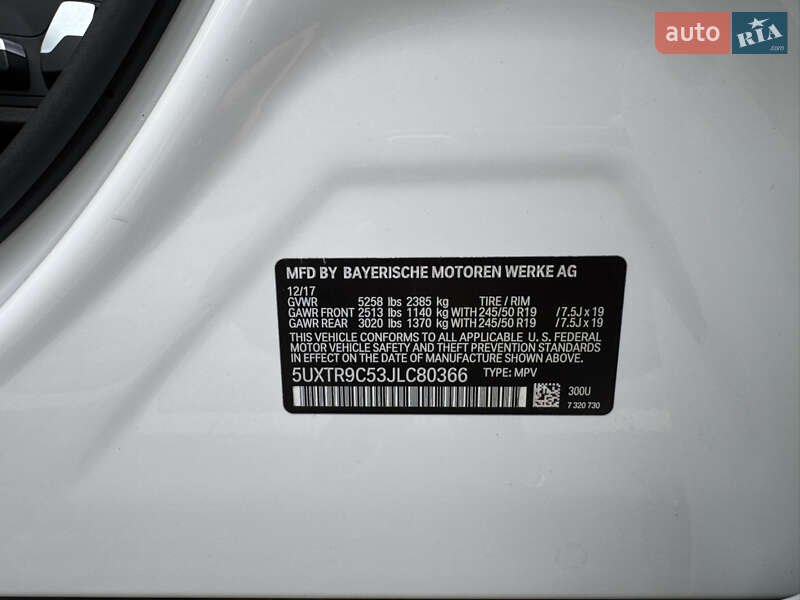 auto RIA .com
MFD BY BAYERISCHE MOTOREN WERKE AG
12/17
GVWR 5258 lbs 2385 kg TIRE / RIM
GAWR FRONT 2513 lbs 1140 kg WITH 245/50 R19 /7.5J x 19
GAWR REAR 3020 lbs 1370 kg WITH 245/50 R19 /7.5J x 19
THIS VEHICLE CONFORMS TO ALL APPLICABLE U. S. FEDERAL
MOTOR VEHICLE SAFETY AND THEFT PREVENTION STANDARDS
IN EFFECT ON THE DATE OF MANUFACTURE SHOWN ABOVE.
5UXTR9C53JLC80366 TYPE: MPV
300U
7 320 730